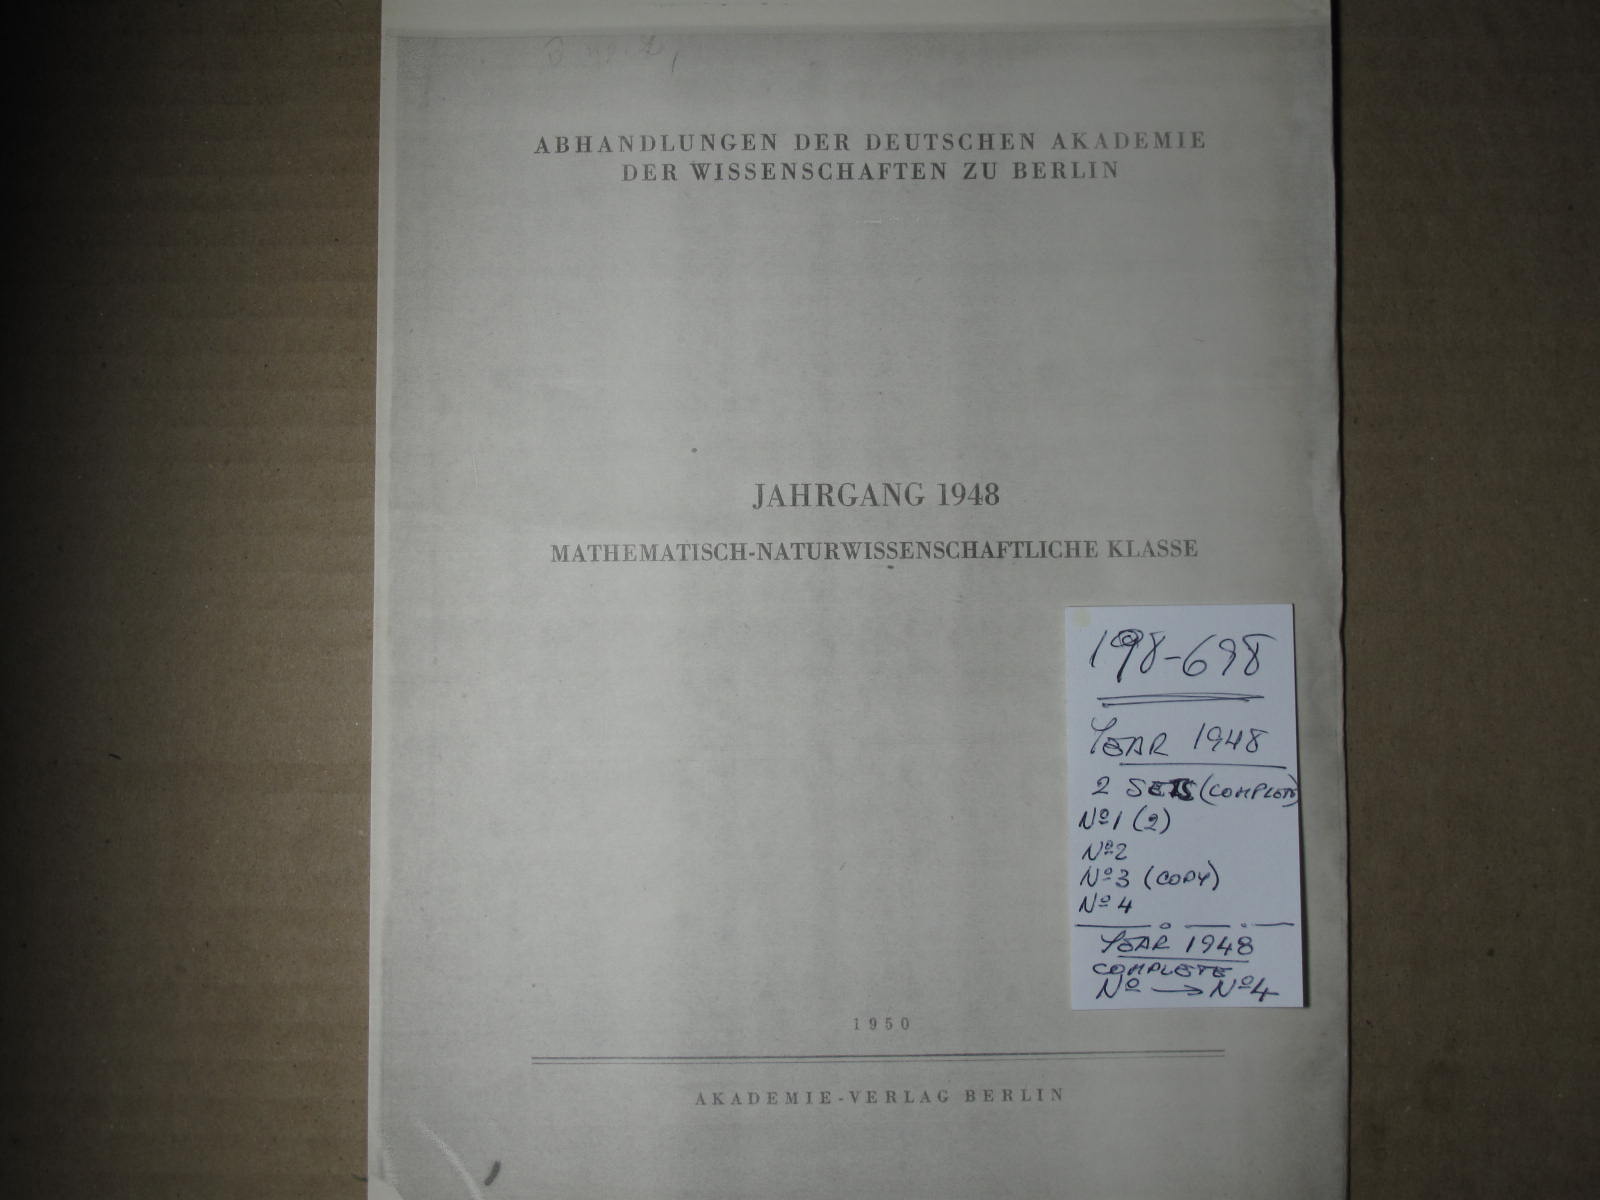 ABHANDLUNGEN DER DEUTSCHEN AKADEMIE
DER WISSENSCHAFTEN ZU BERLIN
JAHRGANG 1948
MATHEMATISCH-NATURWISSENSCHAFTLICHE KLASSE
1950
AKADEMIE-VERLAG BERLIN
198-698
YEAR 1948
2 SETS (COMPLETE)
Nº1 (2)
Nº2
Nº3 (COPY)
Nº4
YEAR 1948
COMPLETE
Nº → Nº4